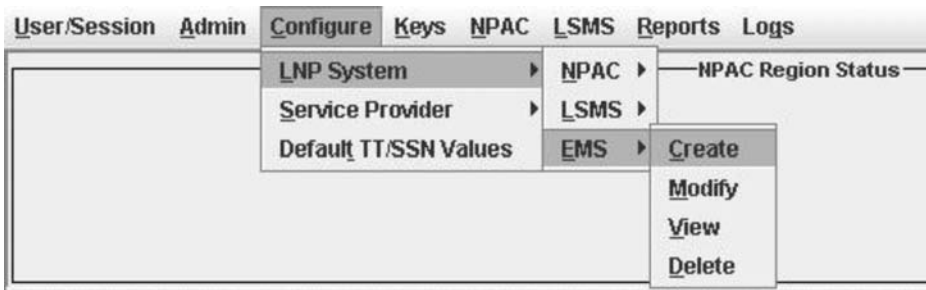 User/Session Admin Configure Keys NPAC LSMS Reports Logs
LNP System NPAC NPAC Region Status
Service Provider LSMS
Default TT/SSN Values EMS Create
Modify
View
Delete